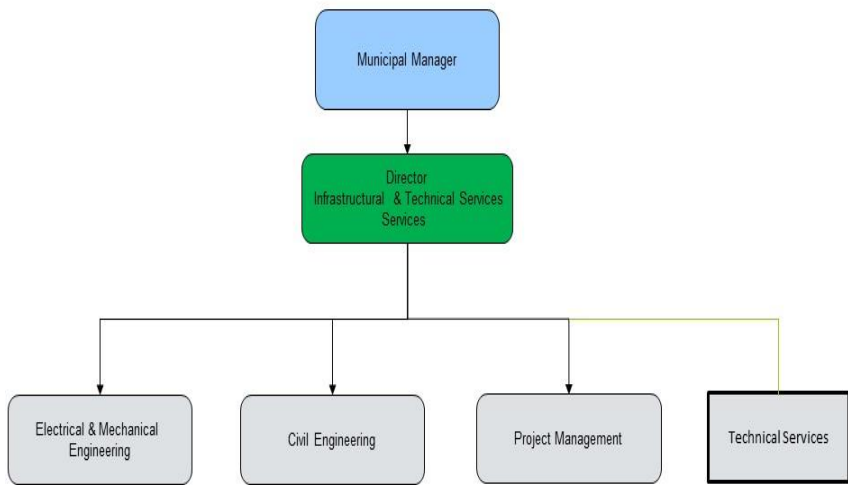 Municipal Manager
Director
Infrastructural & Technical Services
Services
Electrical & Mechanical
Engineering
Civil Engineering
Project Management
Technical Services